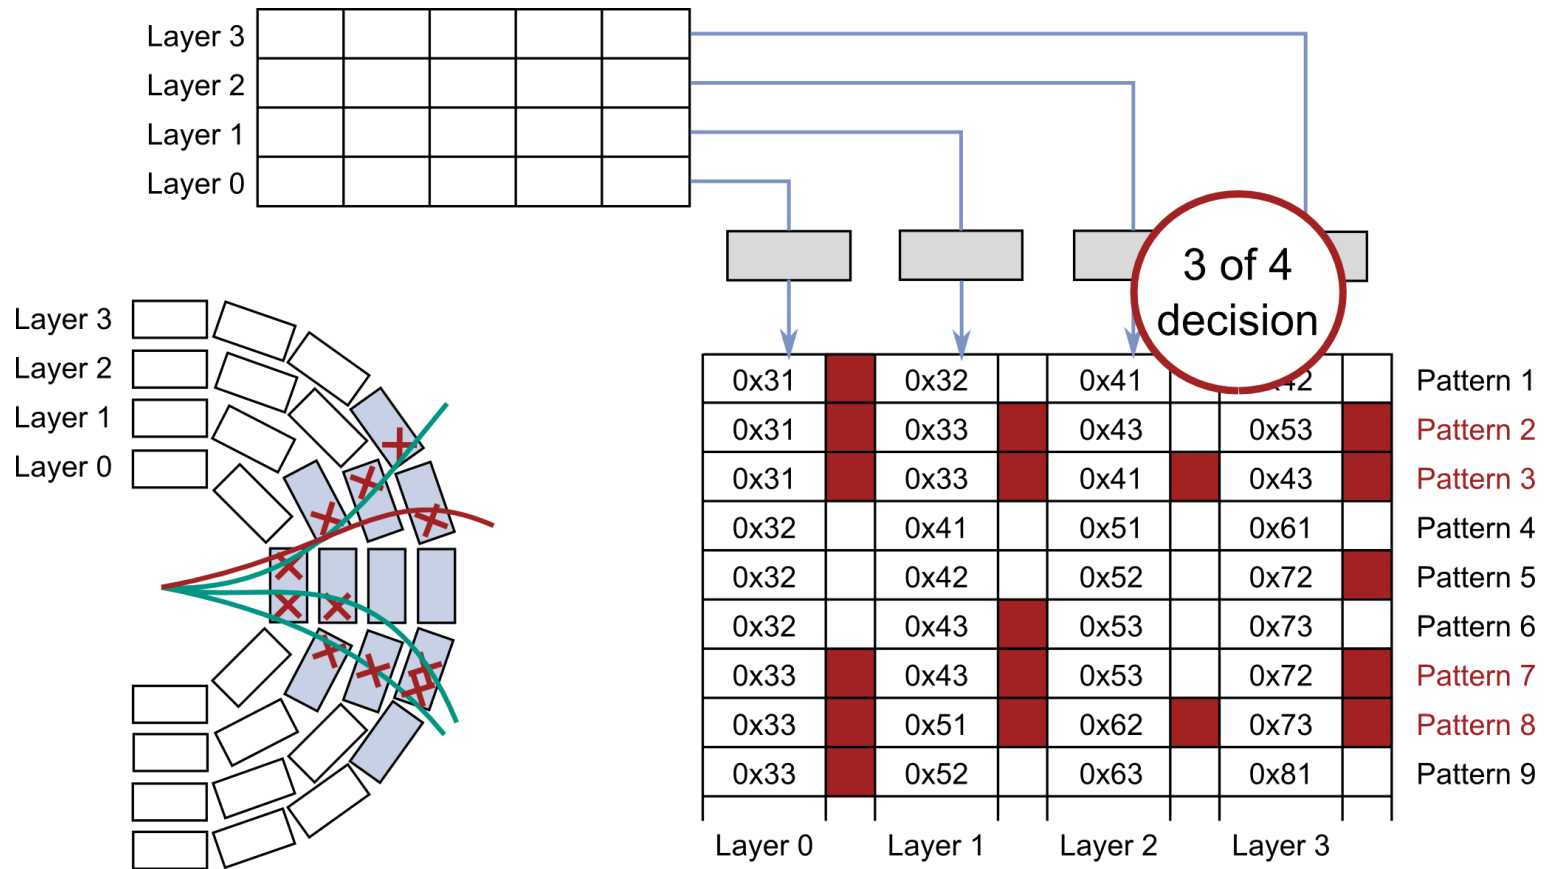 Layer 3
Layer 2
Layer 1
Layer 0
3 of 4
decision
Layer 3
Layer 2
Layer 1
Layer 0
0x31 0x32 0x41 Pattern 1
0x31 0x33 0x43 0x53 Pattern 2
0x31 0x33 0x41 0x43 Pattern 3
0x32 0x41 0x51 0x61 Pattern 4
0x32 0x42 0x52 0x72 Pattern 5
0x32 0x43 0x53 0x73 Pattern 6
0x33 0x43 0x53 0x72 Pattern 7
0x33 0x51 0x62 0x73 Pattern 8
0x33 0x52 0x63 0x81 Pattern 9
Layer 0 Layer 1 Layer 2 Layer 3